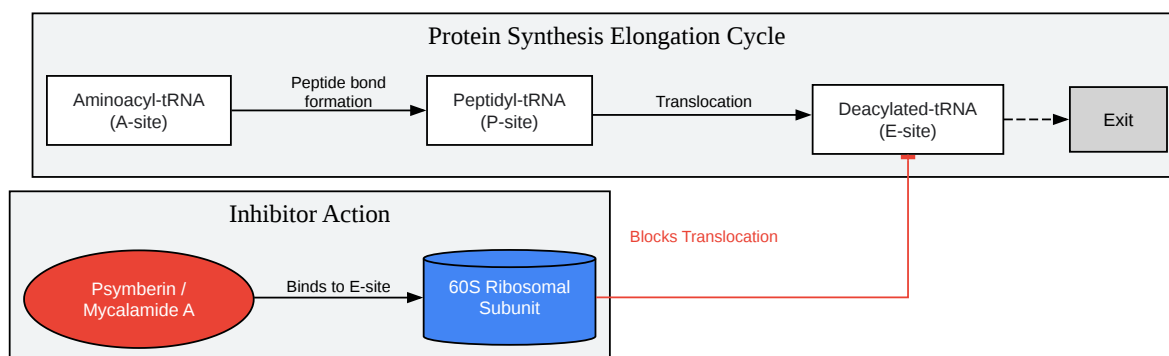 Protein Synthesis Elongation Cycle
Aminoacyl-tRNA
(A-site)
Peptide bond
formation
Peptidyl-tRNA
(P-site)
Translocation
Deacylated-tRNA
(E-site)
Exit
Inhibitor Action
Psymberin /
Mycalamide A
Binds to E-site
60S Ribosomal
Subunit
Blocks Translocation